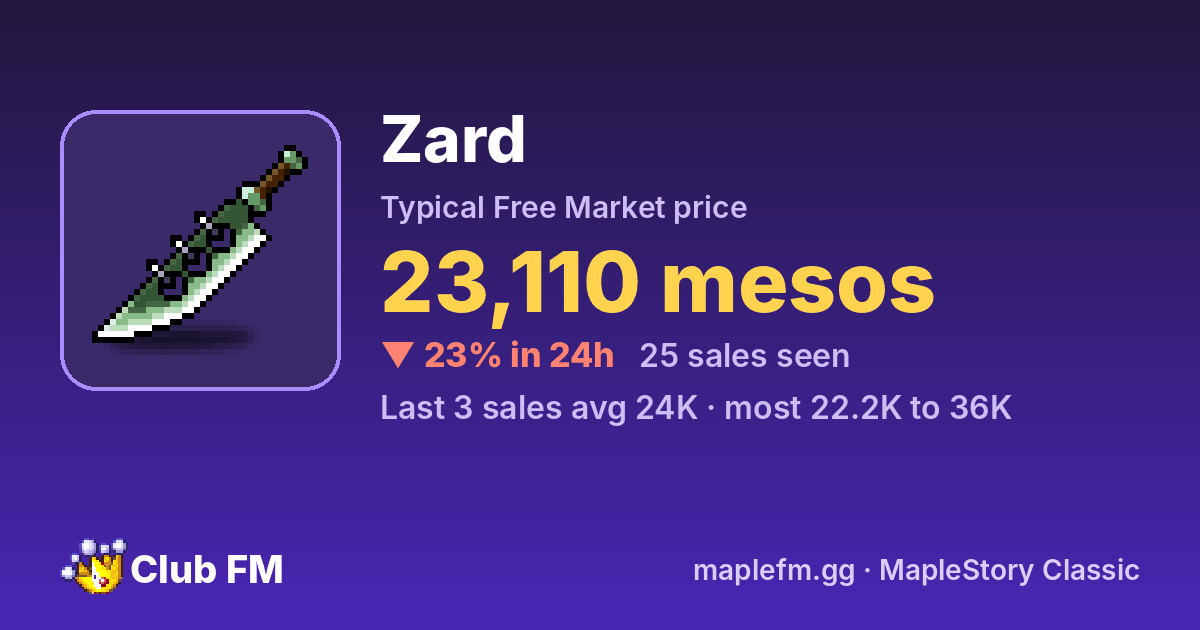 Zard
Typical Free Market price
23,110 mesos
▼ 23% in 24h 25 sales seen
Last 3 sales avg 24K · most 22.2K to 36K
Club FM
maplefm.gg · MapleStory Classic